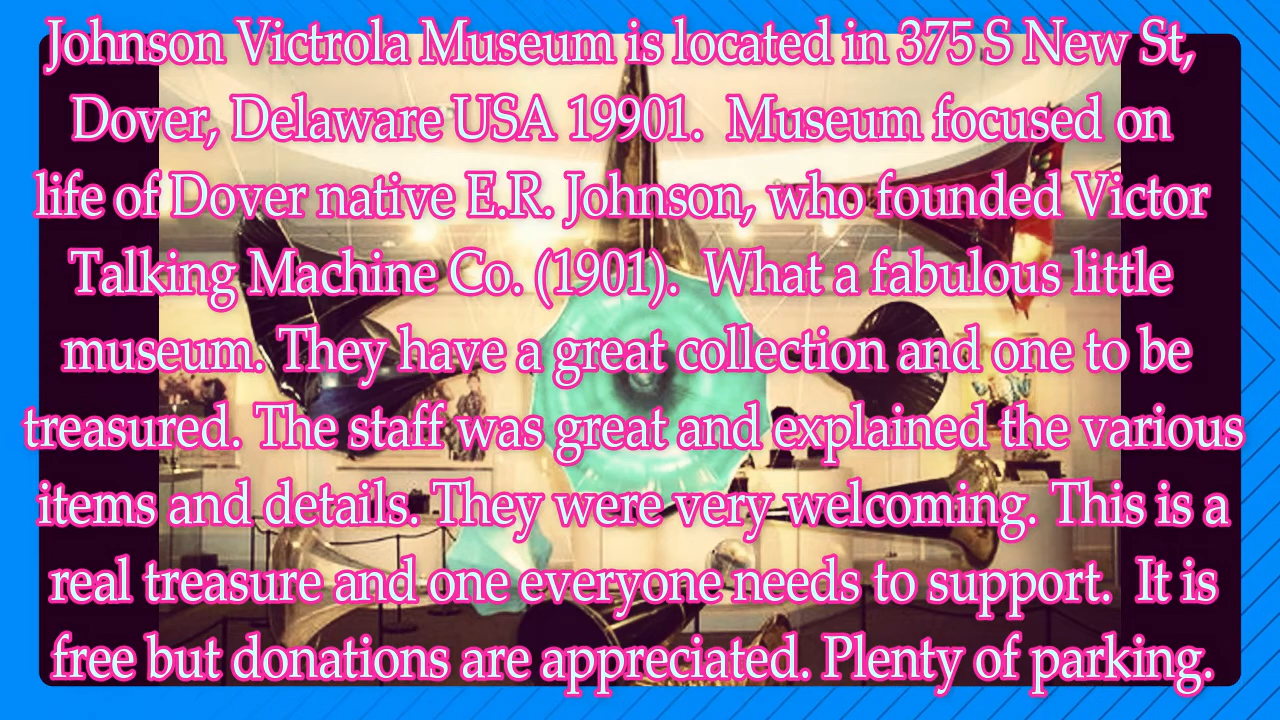 Johnson Victrola Museum is located in 375 S New St,
Dover, Delaware USA 19901.  Museum focused on
life of Dover native E.R. Johnson, who founded Victor
Talking Machine Co. (1901).  What a fabulous little
museum. They have a great collection and one to be
treasured. The staff was great and explained the various
items and details. They were very welcoming. This is a
real treasure and one everyone needs to support.  It is
free but donations are appreciated. Plenty of parking.